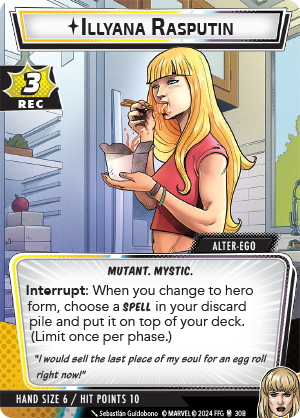 Illyana Rasputin
3
REC
ALTER-EGO
MUTANT. MYSTIC.
Interrupt: When you change to hero
form, choose a SPELL in your discard
pile and put it on top of your deck.
(Limit once per phase.)
"I would sell the last piece of my soul for an egg roll
right now!"
HAND SIZE 6 / HIT POINTS 10
Sebastián Guidobono © MARVEL © 2024 FFG 30B